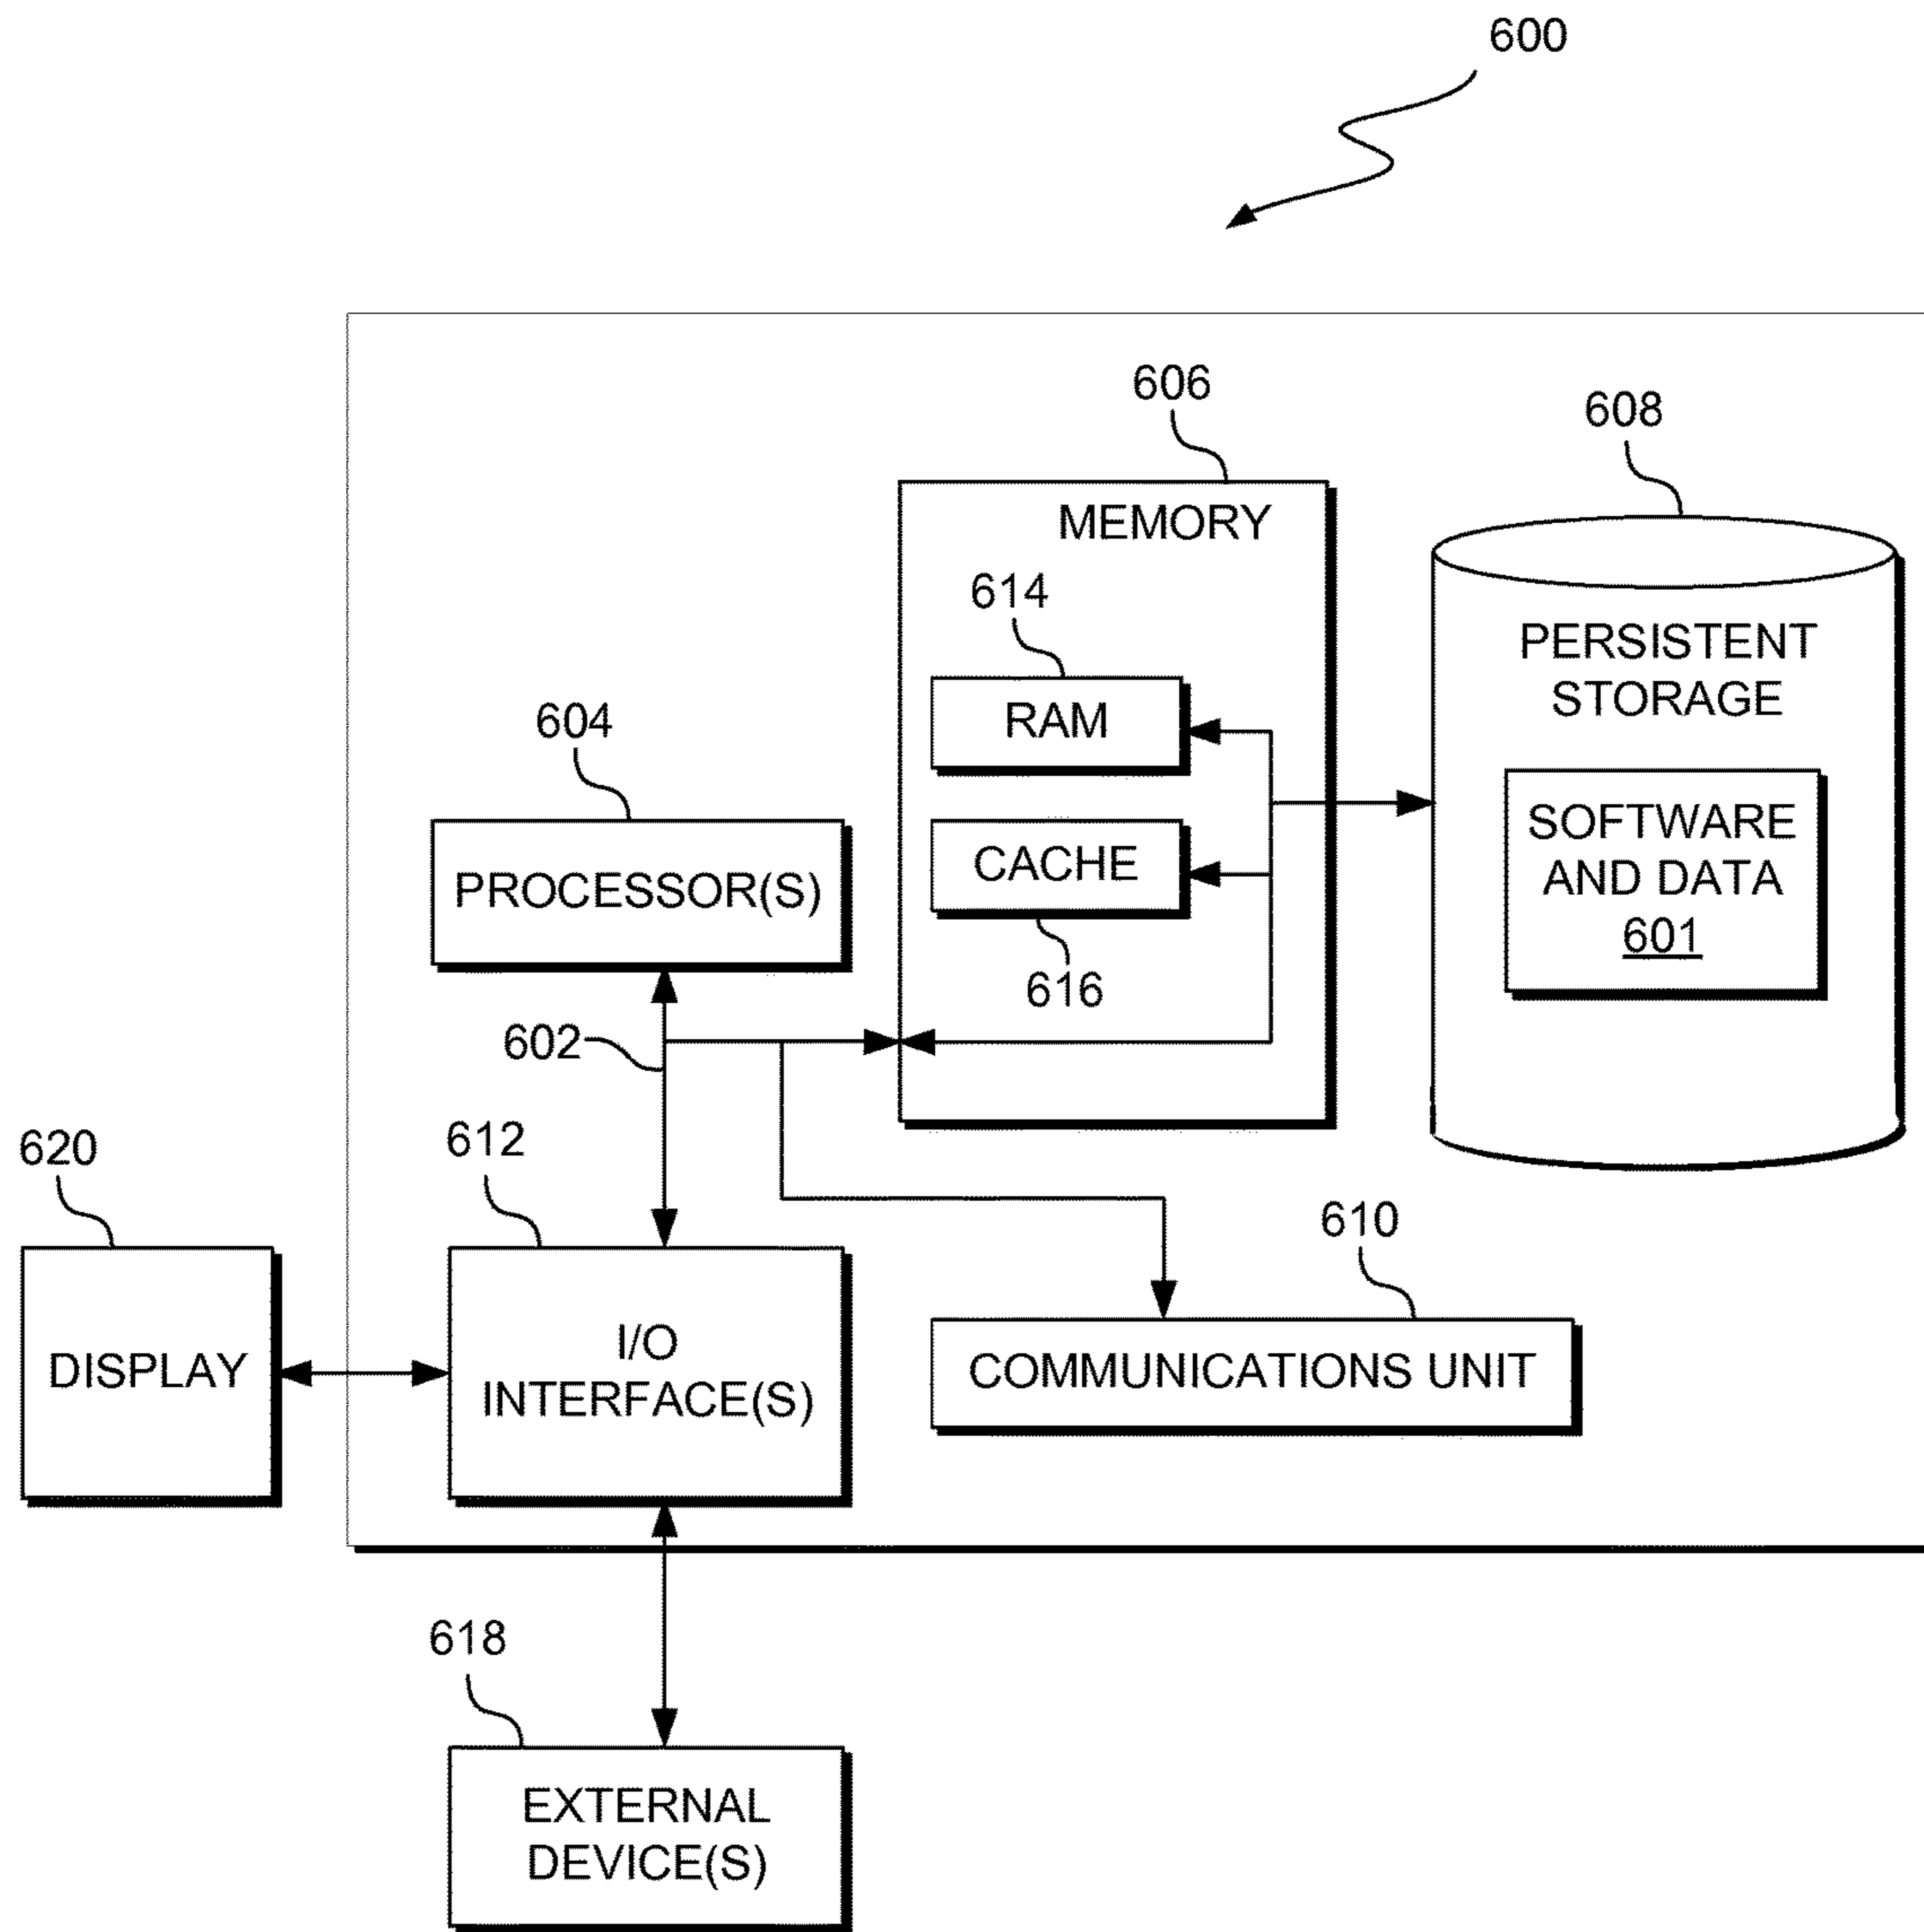 600
606
608
MEMORY
614
RAM
PERSISTENT
STORAGE
604
PROCESSOR(S)
CACHE
616
SOFTWARE
AND DATA
601
602
620
612
610
DISPLAY
I/O
INTERFACE(S)
COMMUNICATIONS UNIT
618
EXTERNAL
DEVICE(S)